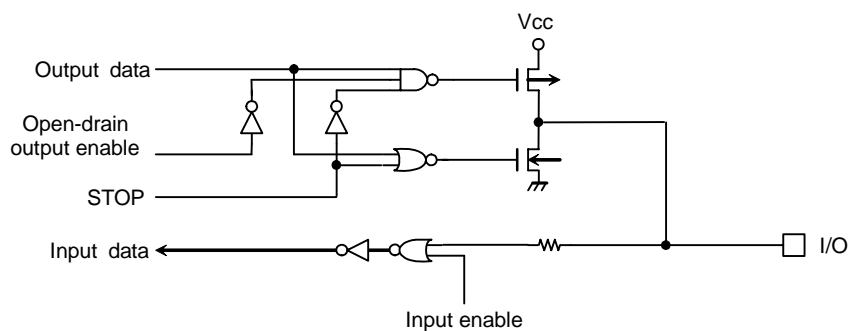 Vcc
Output data
Open-drain
output enable
STOP
Input data
I/O
Input enable